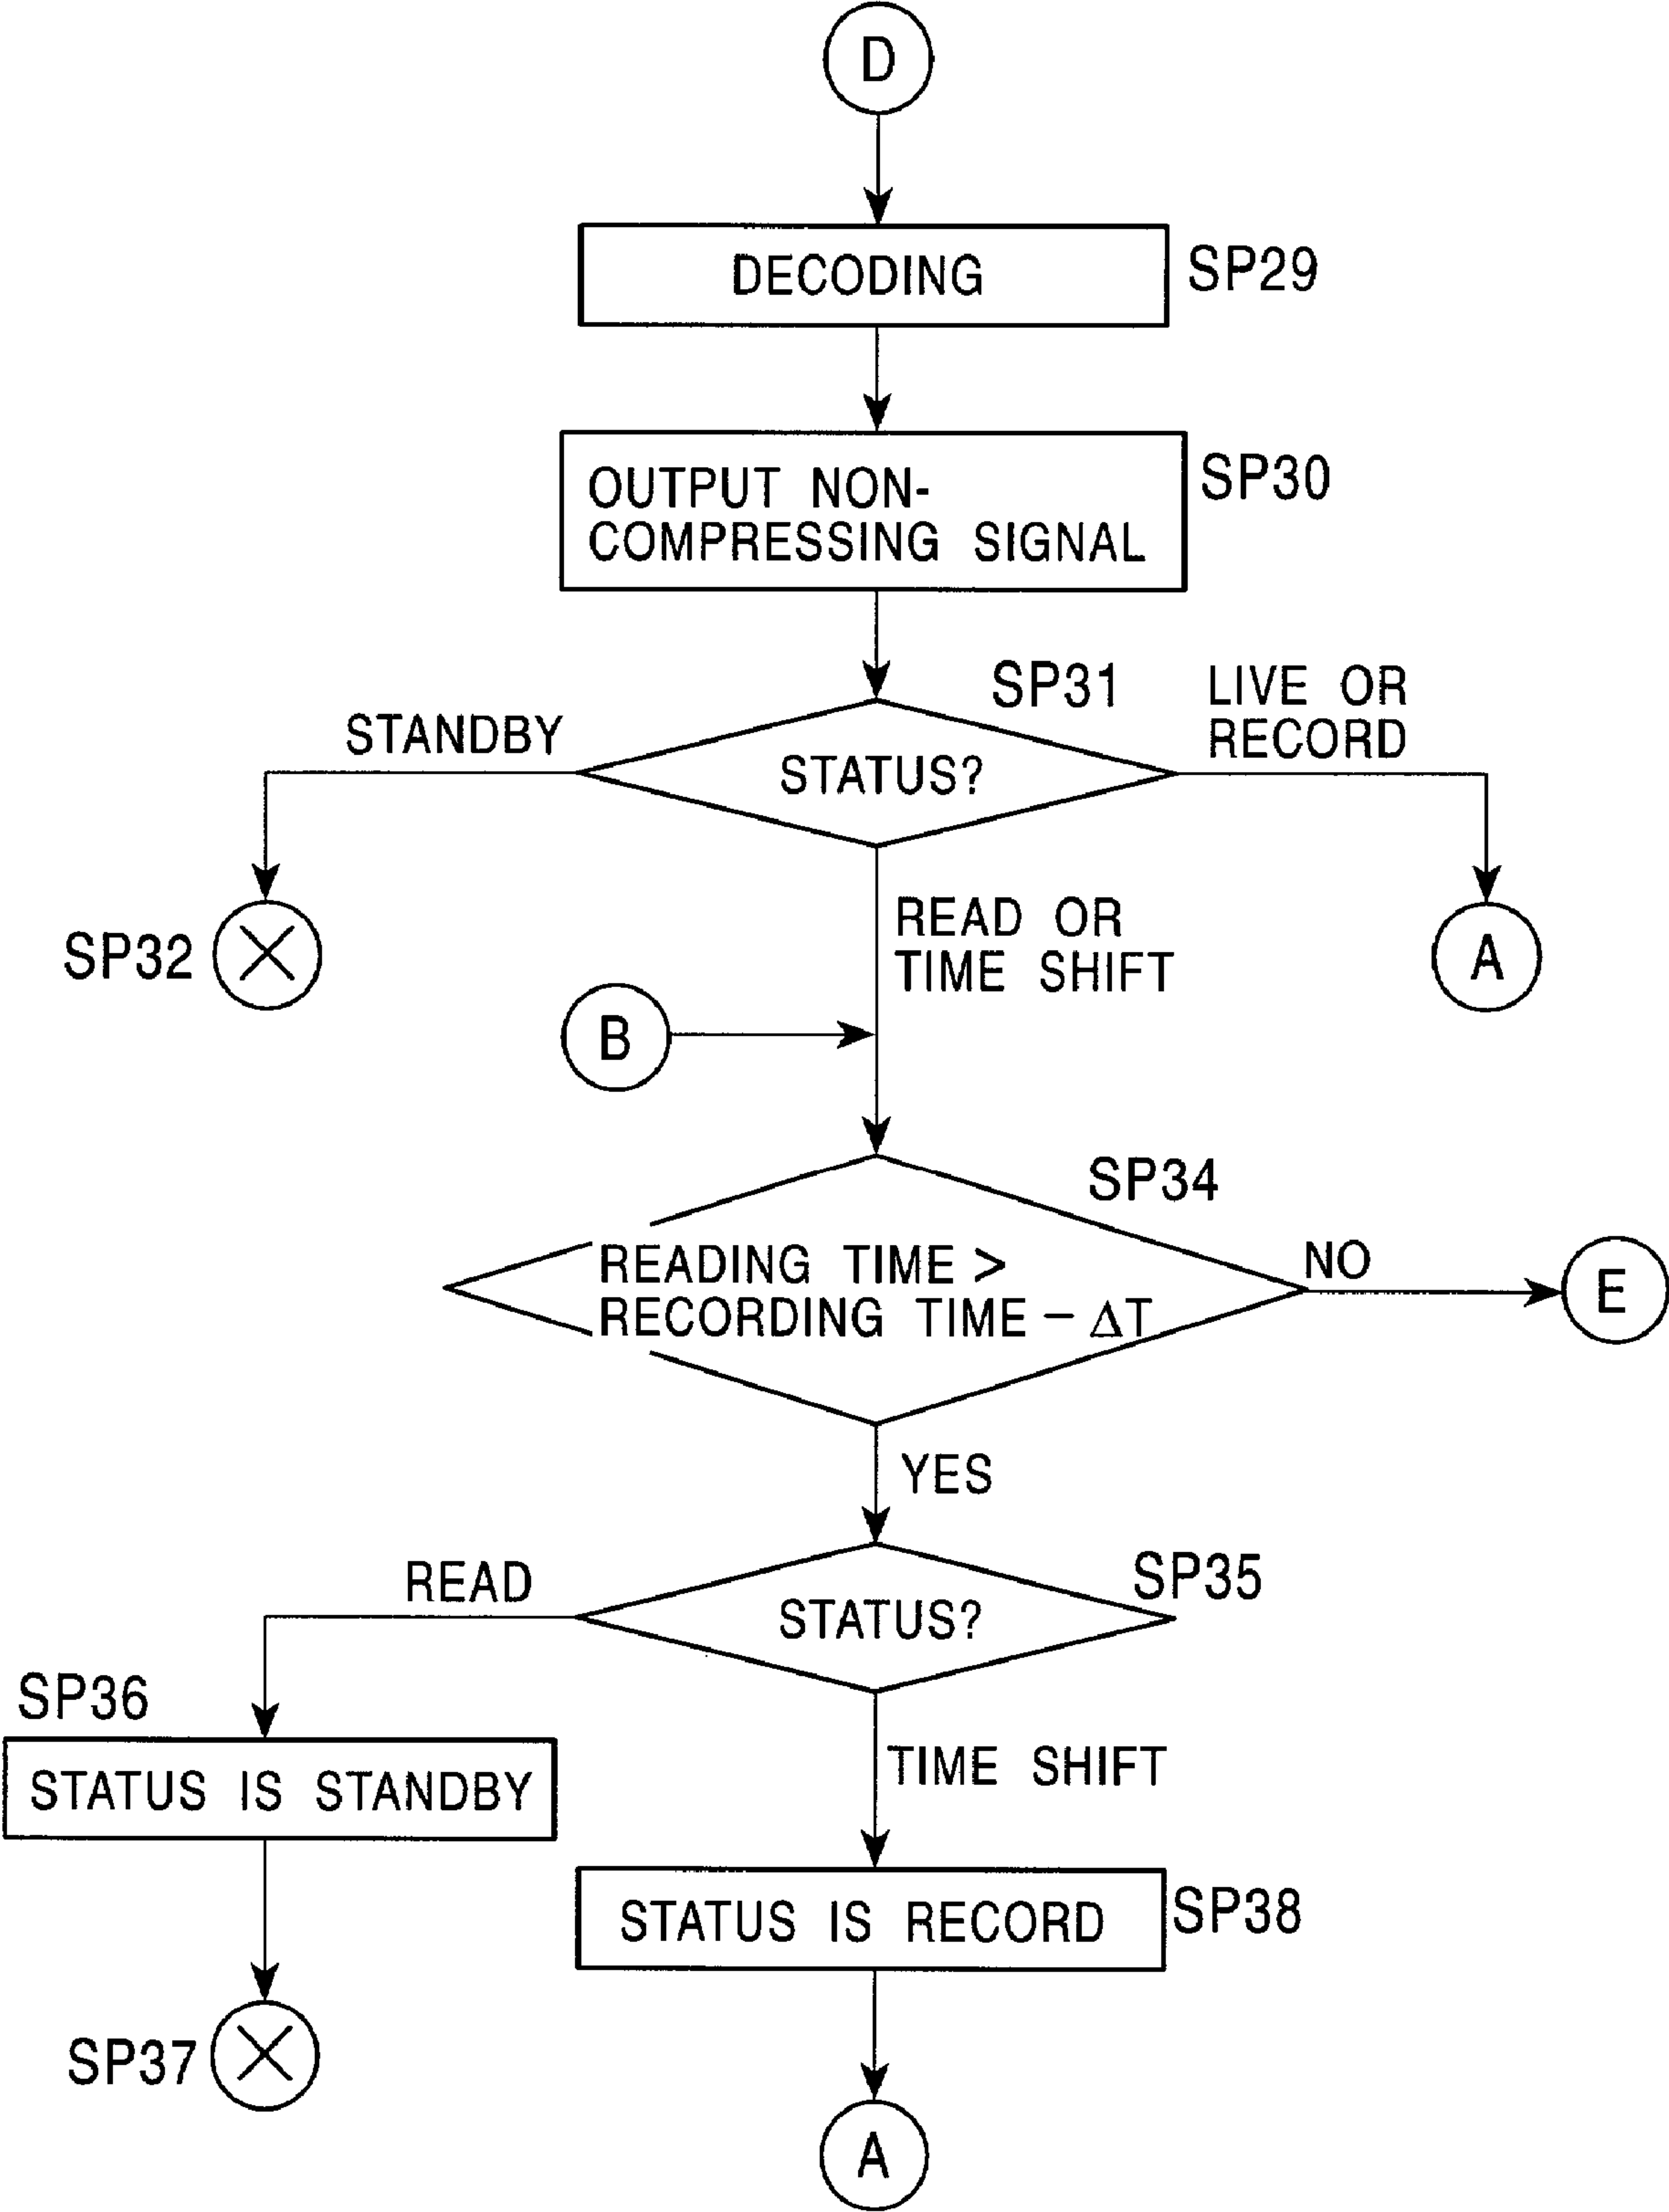 D
DECODING
SP29
OUTPUT NON-
COMPRESSING SIGNAL
SP30
SP31
LIVE OR
RECORD
STANDBY
STATUS?
READ OR
TIME SHIFT
SP32
A
B
SP34
READING TIME >
RECORDING TIME – ΔT
NO
E
YES
READ
SP35
STATUS?
SP36
STATUS IS STANDBY
TIME SHIFT
STATUS IS RECORD
SP38
SP37
A